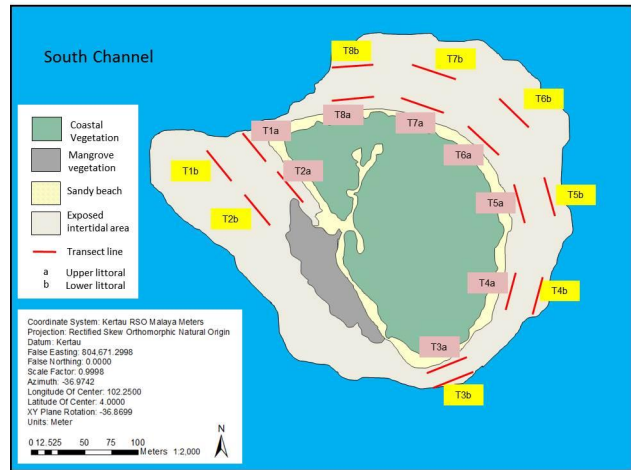 South Channel
T8b
T7b
T6b
T8a
T7a
T1a
T6a
T2a
T1b
T2b
T5a
T5b
T4a
T4b
T3a
T3b
Coastal
Vegetation
Mangrove
vegetation
Sandy beach
Exposed
intertidal area
Transect line
a Upper littoral
b Lower littoral
Coordinate System: Kertau RSO Malaya Meters
Projection: Rectified Skew Orthomorphic Natural Origin
Datum: Kertau
False Easting: 804,671.2998
False Northing: 0.0000
Scale Factor: 0.9998
Azimuth: -36.9742
Longitude Of Center: 102.2500
Latitude Of Center: 4.0000
XY Plane Rotation: -36.8699
Units: Meter
N
0 12.525 50 75 100
Meters 1:2,000